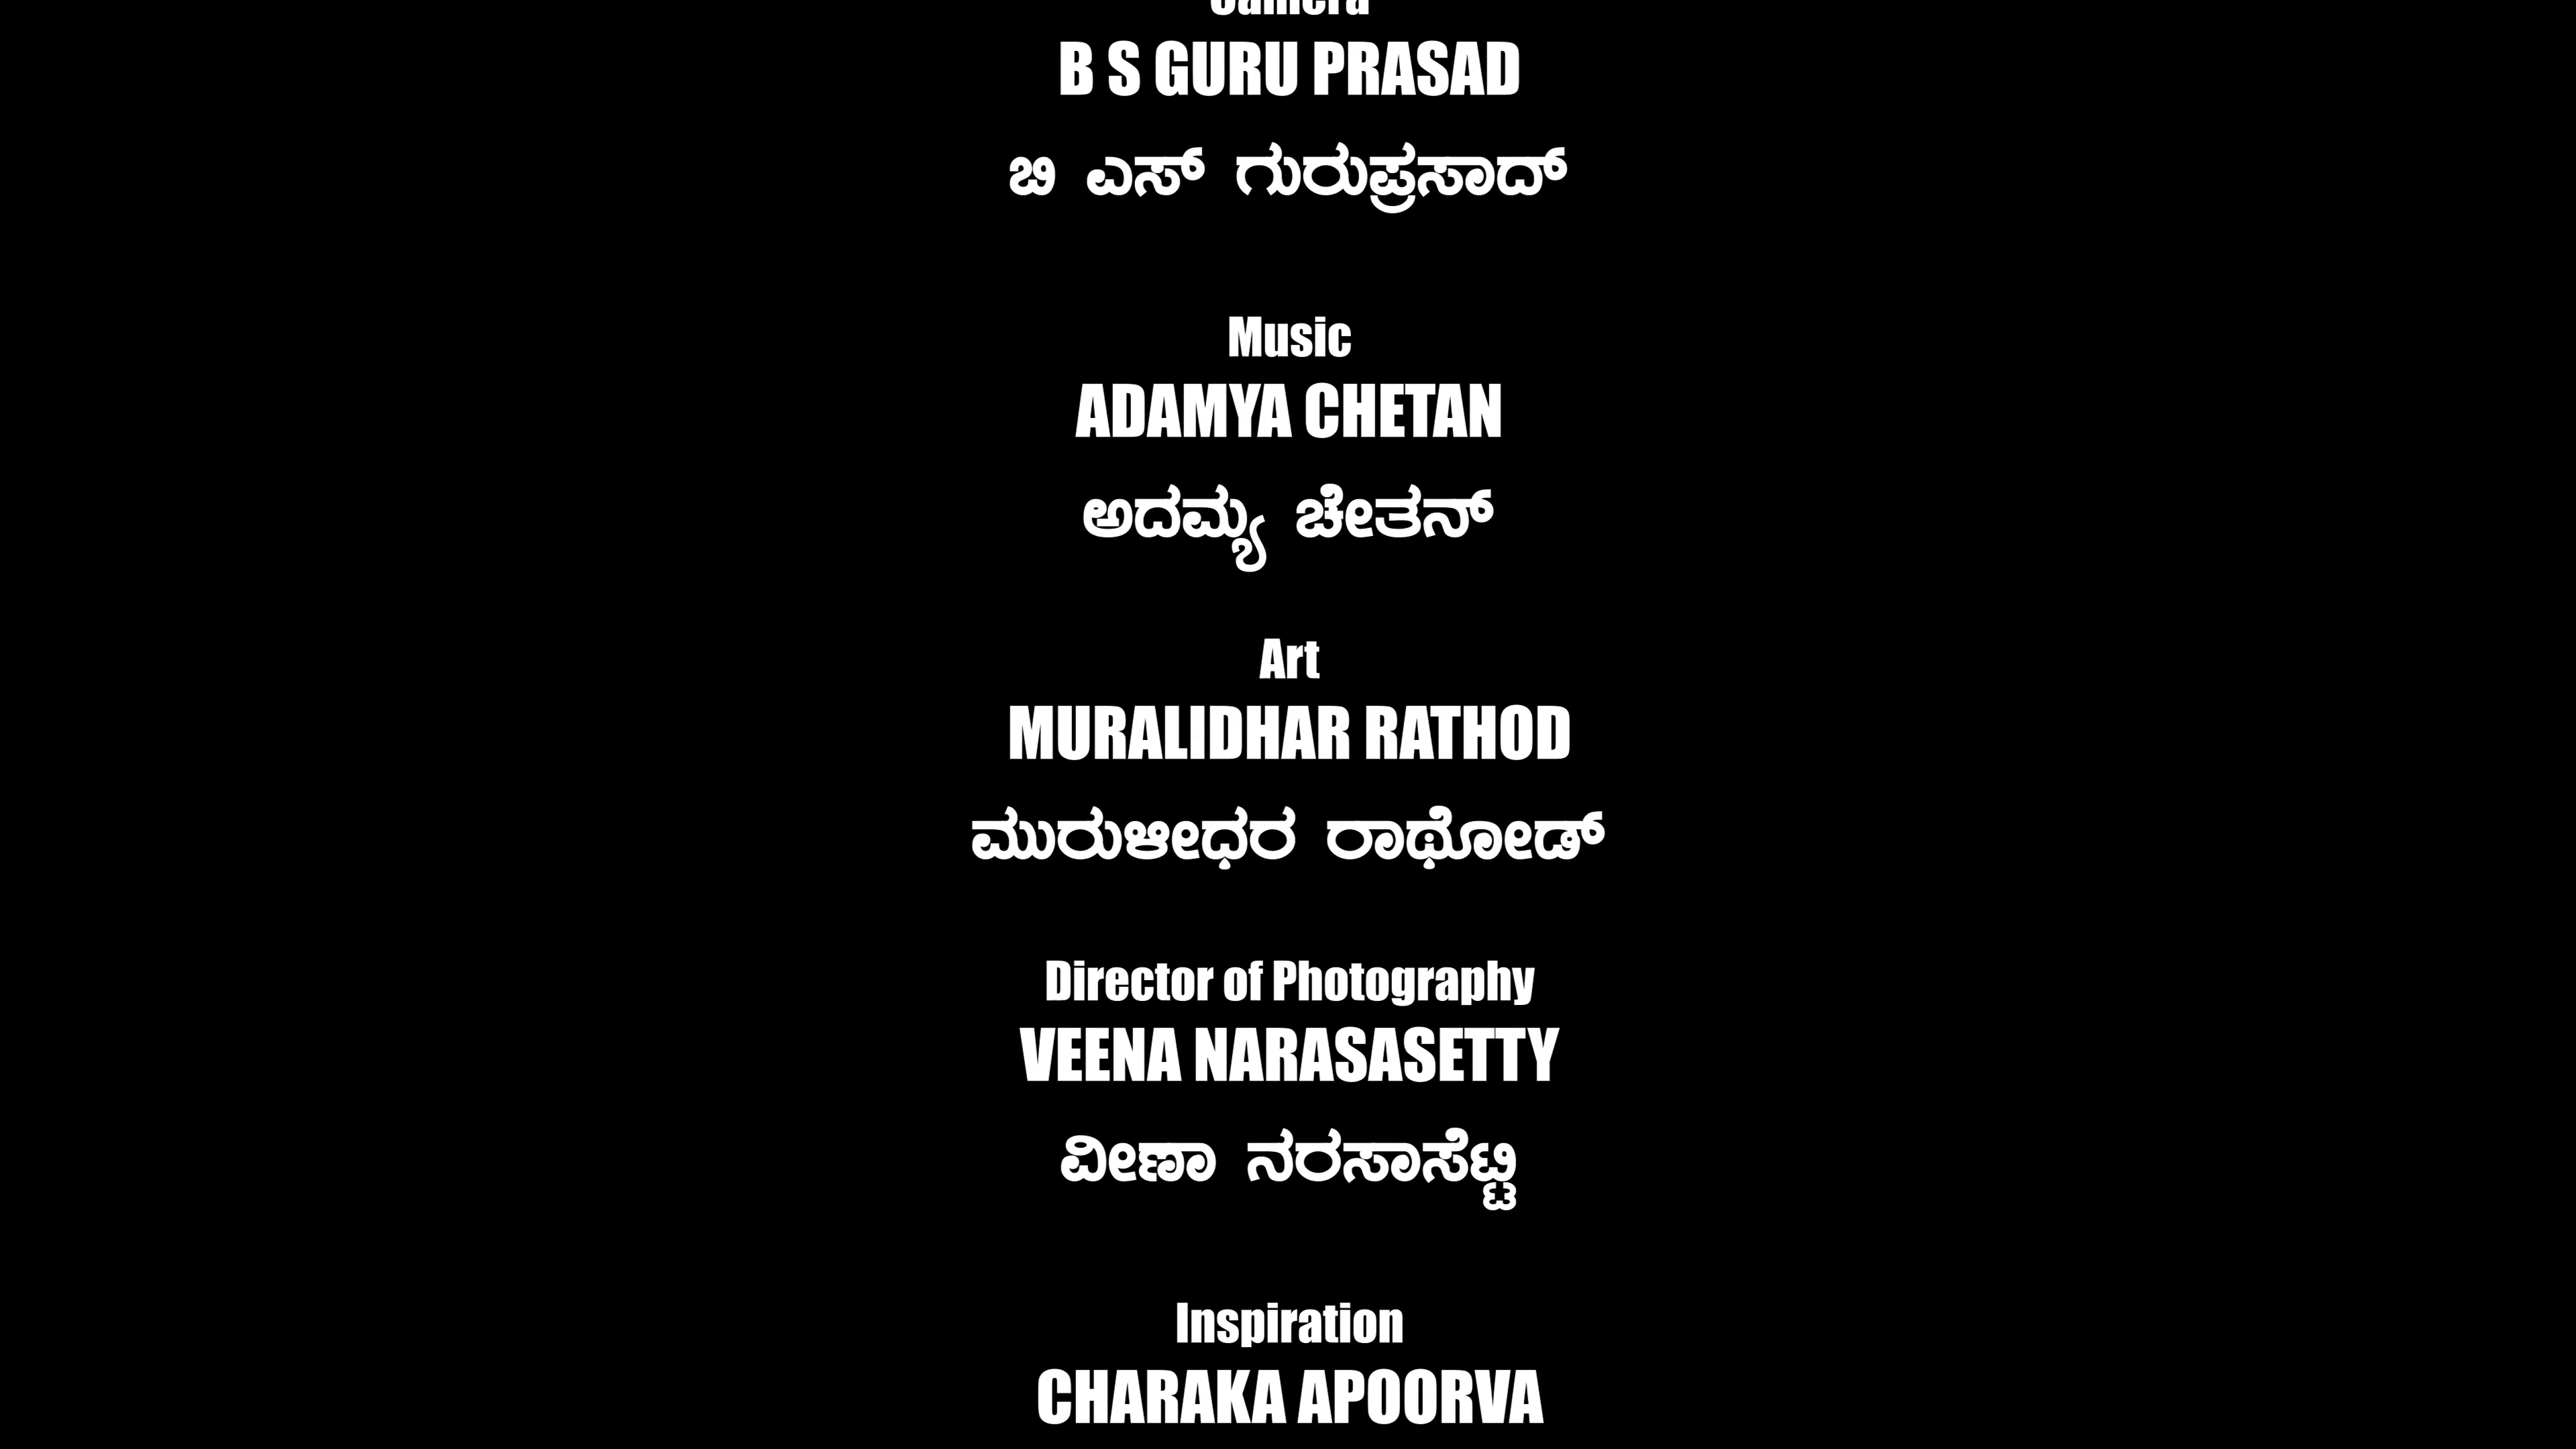 Camera
B S GURU PRASAD
ಬಿ ಎಸ್ ಗುರುಪ್ರಸಾದ್
Music
ADAMYA CHETAN
ಅದಮ್ಯ ಚೇತನ್
Art
MURALIDHAR RATHOD
ಮುರುಳೀಧರ ರಾಥೋಡ್
Director of Photography
VEENA NARASASETTY
ವೀಣಾ ನರಸಾಸೆಟ್ಟಿ
Inspiration
CHARAKA APOORVA